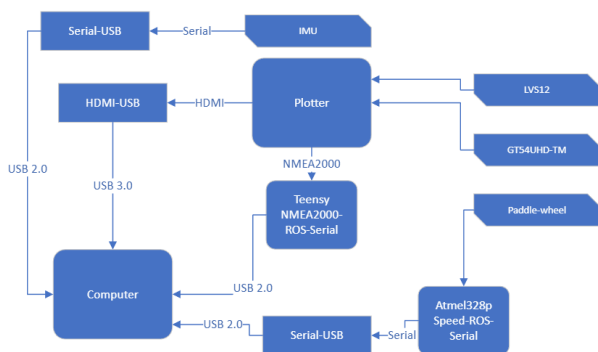 Serial-USB
Serial
IMU
Plotter
LVS12
HDMI-USB
HDMI
GT54UHD-TM
NMEA2000
USB 2.0
USB 3.0
Teensy
NMEA2000-
ROS-Serial
Paddle-wheel
Computer
USB 2.0
Atmel328p
Speed-ROS-
Serial
USB 2.0
Serial-USB
Serial